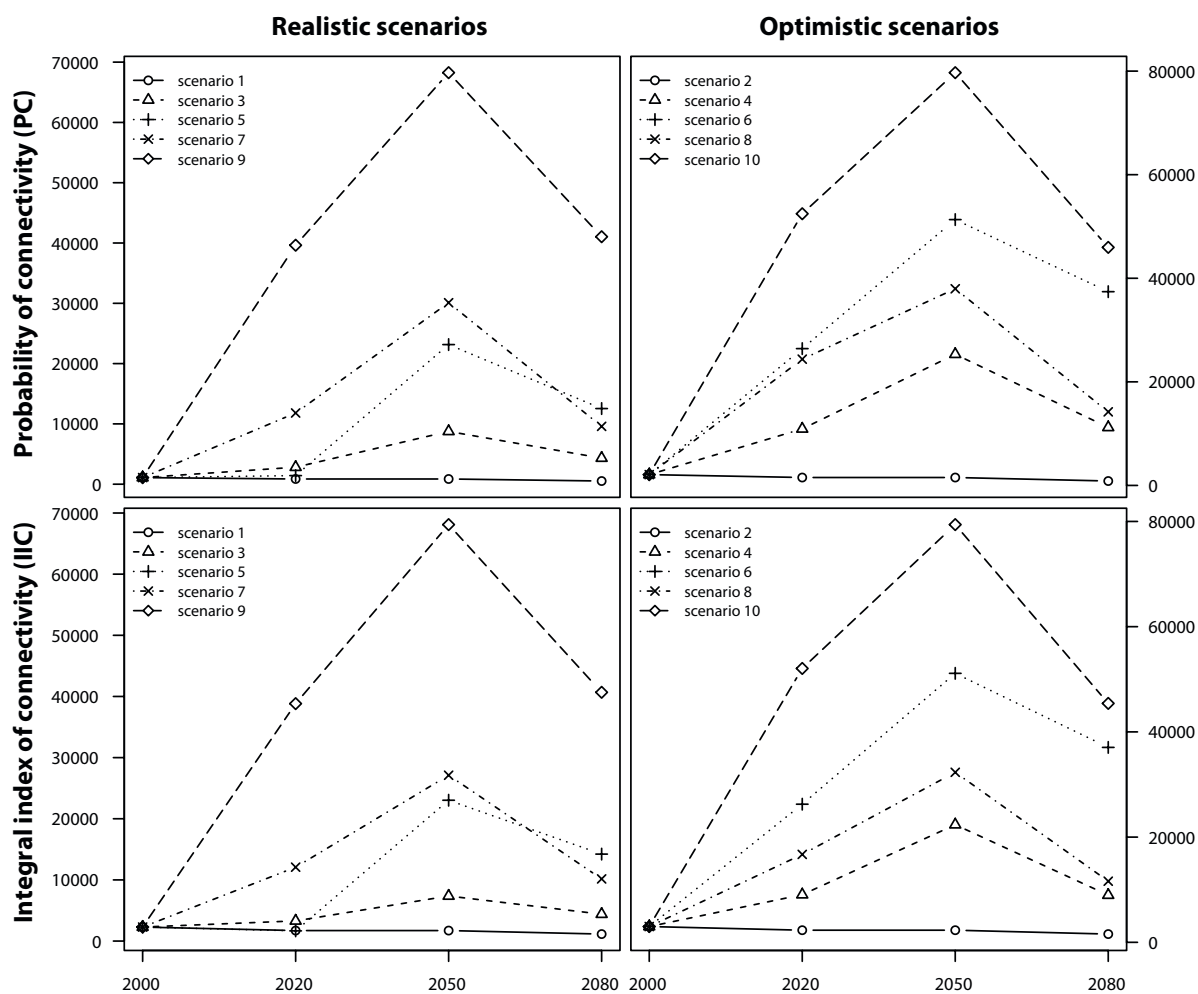 Realistic scenarios
Optimistic scenarios
Probability of connectivity (PC)
70000
60000
50000
40000
30000
20000
10000
0
scenario 1
scenario 3
scenario 5
scenario 7
scenario 9
scenario 2
scenario 4
scenario 6
scenario 8
scenario 10
80000
60000
40000
20000
0
Integral index of connectivity (IIC)
70000
60000
50000
40000
30000
20000
10000
0
scenario 1
scenario 3
scenario 5
scenario 7
scenario 9
scenario 2
scenario 4
scenario 6
scenario 8
scenario 10
80000
60000
40000
20000
0
2000 2020 2050 2080
2000 2020 2050 2080